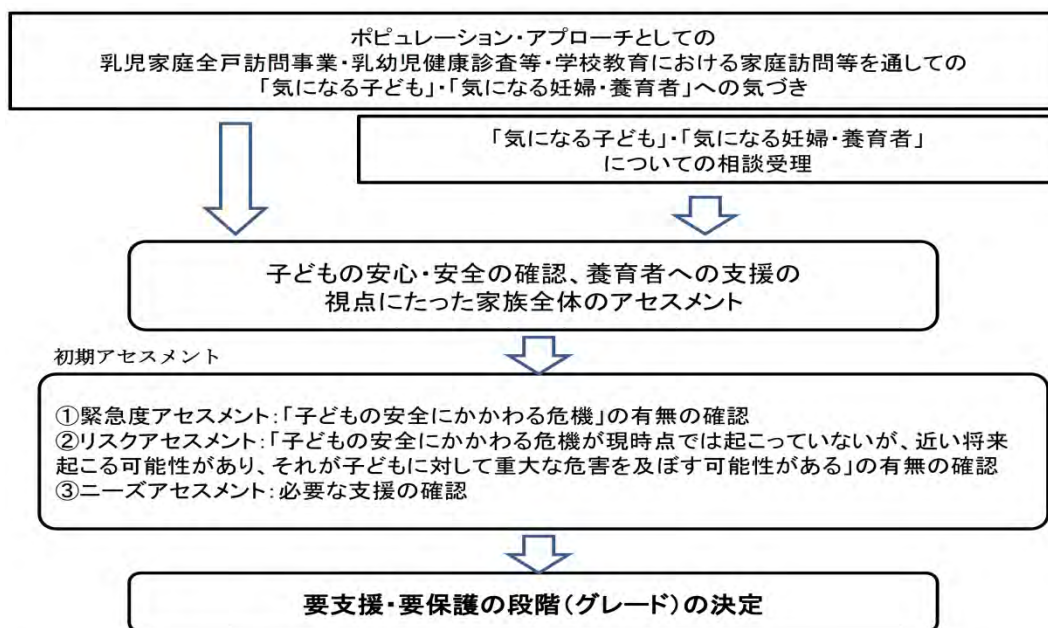 ポピュレーション・アプローチとしての
乳児家庭全戸訪問事業・乳幼児健康診査等・学校教育における家庭訪問等を通しての
「気になる子ども」・「気になる妊婦・養育者」への気づき
「気になる子ども」・「気になる妊婦・養育者」
についての相談受理
子どもの安心・安全の確認、養育者への支援の
視点にたった家族全体のアセスメント
初期アセスメント
①緊急度アセスメント:「子どもの安全にかかわる危機」の有無の確認
②リスクアセスメント:「子どもの安全にかかわる危機が現時点では起こっていないが、近い将来
起こる可能性があり、それが子どもに対して重大な危害を及ぼす可能性がある」の有無の確認
③ニーズアセスメント:必要な支援の確認
要支援・要保護の段階(グレード)の決定